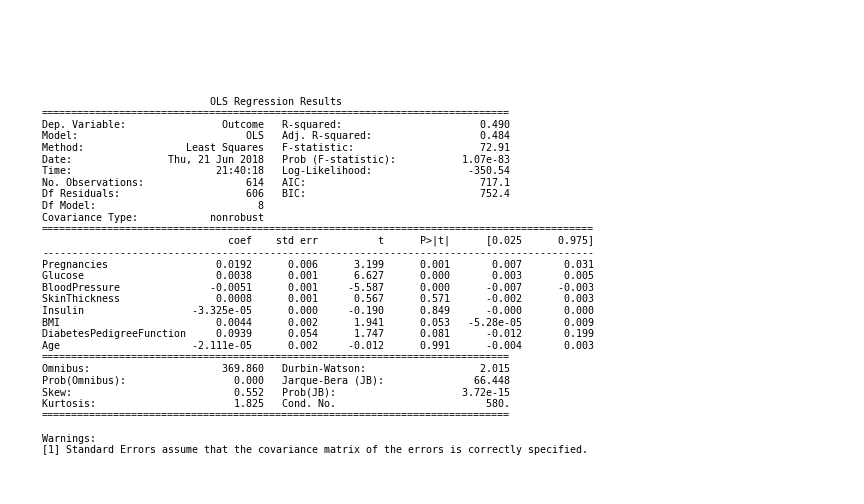 OLS Regression Results
==============================================================================
Dep. Variable:                Outcome   R-squared:                       0.490
Model:                            OLS   Adj. R-squared:                  0.484
Method:                 Least Squares   F-statistic:                     72.91
Date:                Thu, 21 Jun 2018   Prob (F-statistic):           1.07e-83
Time:                        21:40:18   Log-Likelihood:                -350.54
No. Observations:                 614   AIC:                             717.1
Df Residuals:                     606   BIC:                             752.4
Df Model:                           8
Covariance Type:            nonrobust
============================================================================================
                               coef    std err          t      P>|t|      [0.025      0.975]
--------------------------------------------------------------------------------------------
Pregnancies                  0.0192      0.006      3.199      0.001       0.007       0.031
Glucose                      0.0038      0.001      6.627      0.000       0.003       0.005
BloodPressure               -0.0051      0.001     -5.587      0.000      -0.007      -0.003
SkinThickness                0.0008      0.001      0.567      0.571      -0.002       0.003
Insulin                  -3.325e-05      0.000     -0.190      0.849      -0.000       0.000
BMI                          0.0044      0.002      1.941      0.053   -5.28e-05       0.009
DiabetesPedigreeFunction     0.0939      0.054      1.747      0.081      -0.012       0.199
Age                      -2.111e-05      0.002     -0.012      0.991      -0.004       0.003
==============================================================================
Omnibus:                      369.860   Durbin-Watson:                   2.015
Prob(Omnibus):                  0.000   Jarque-Bera (JB):               66.448
Skew:                           0.552   Prob(JB):                     3.72e-15
Kurtosis:                       1.825   Cond. No.                         580.
==============================================================================
Warnings:
[1] Standard Errors assume that the covariance matrix of the errors is correctly specified.